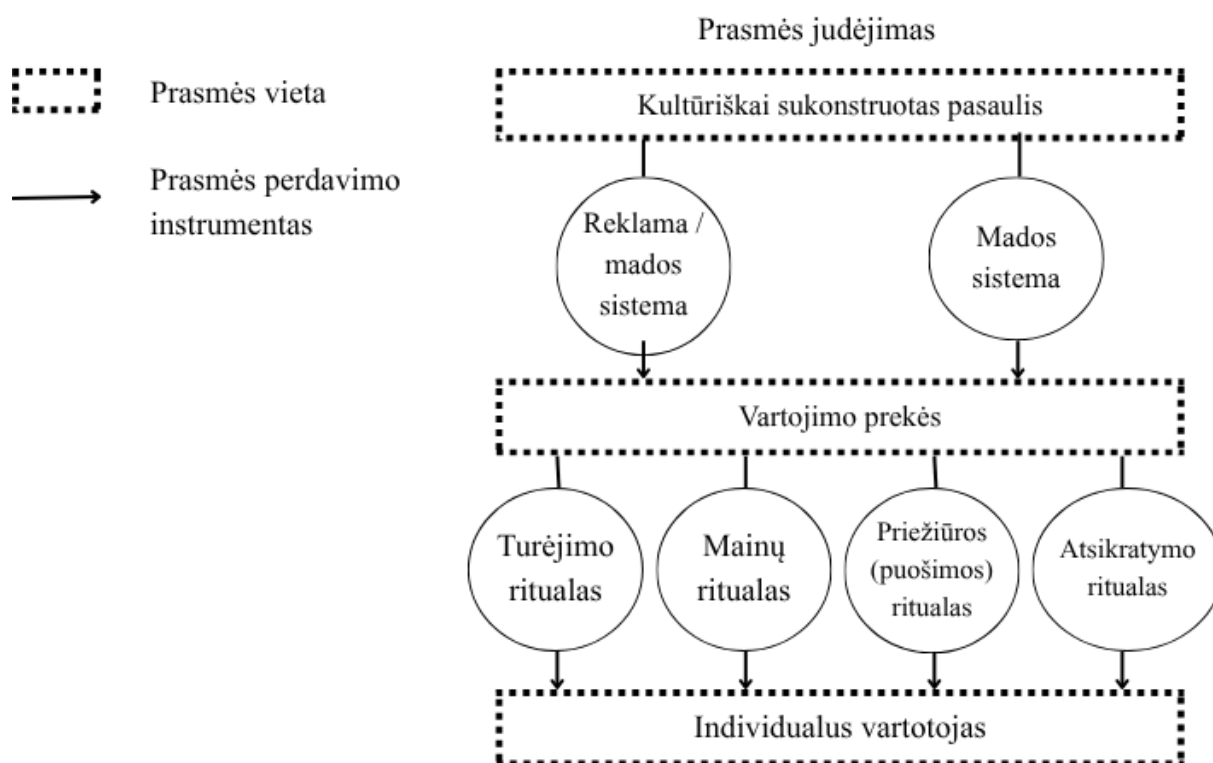 Prasmės judėjimas
Prasmės vieta
Kultūriškai sukonstruotas pasaulis
Prasmės perdavimo
instrumentas
Reklama /
mados
sistema
Mados
sistema
Vartojimo prekės
Turėjimo
ritualas
Mainų
ritualas
Priežiūros
(puošimos)
ritualas
Atsikratymo
ritualas
Individualus vartotojas